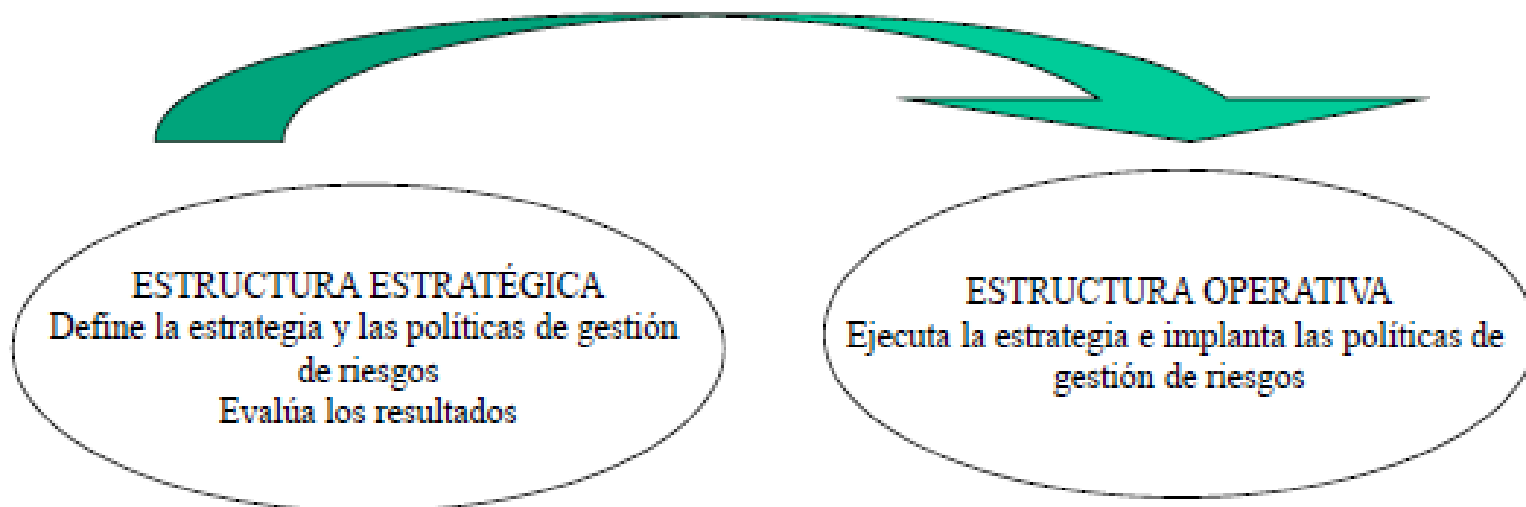 ESTRUCTURA ESTRATÉGICA
Define la estrategia y las políticas de gestión
de riesgos
Evalúa los resultados
ESTRUCTURA OPERATIVA
Ejecuta la estrategia e implanta las políticas de
gestión de riesgos